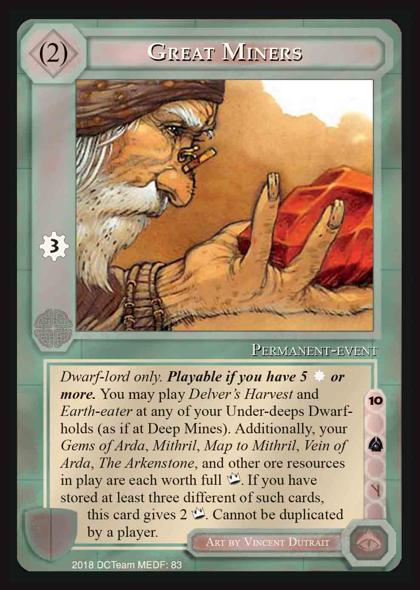 (2)
Great Miners
3
Permanent-event
Dwarf-lord only. Playable if you have 5 or
more. You may play Delver's Harvest and
Earth-eater at any of your Under-deeps Dwarf-
holds (as if at Deep Mines). Additionally, your
Gems of Arda, Mithril, Map to Mithril, Vein of
Arda, The Arkenstone, and other ore resources
in play are each worth full . If you have
stored at least three different of such cards,
this card gives 2 . Cannot be duplicated
by a player.
10
Art by Vincent Dutrait
2018 DCTeam MEDF: 83